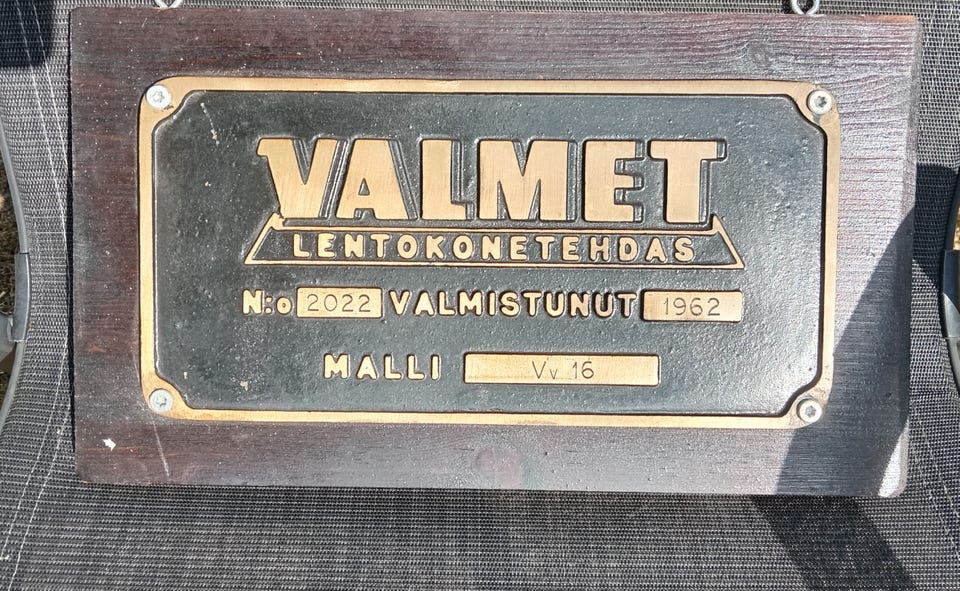 VALMET
LENTOKONETEHDAS
N:o 2022 VALMISTUNUT 1962
MALLI Vv 16